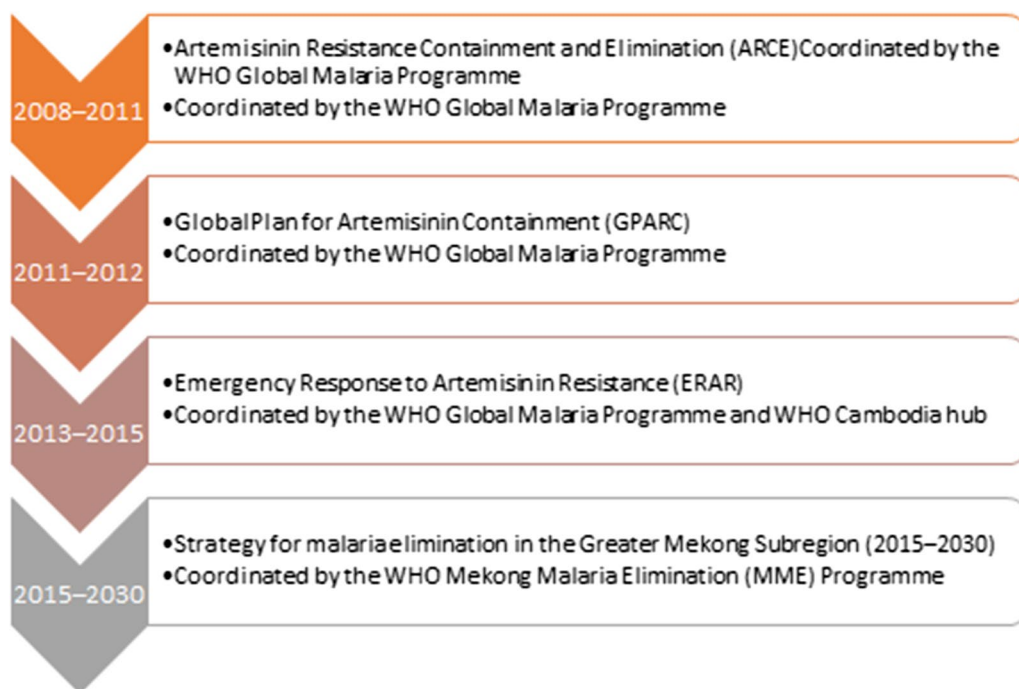 2008–2011
•Artemisinin Resistance Containment and Elimination (ARCE)Coordinated by the
WHO Global Malaria Programme
•Coordinated by the WHO Global Malaria Programme
2011–2012
•Global Plan for Artemisinin Containment (GPARC)
•Coordinated by the WHO Global Malaria Programme
2013–2015
•Emergency Response to Artemisinin Resistance (ERAR)
•Coordinated by the WHO Global Malaria Programme and WHO Cambodia hub
2015–2030
•Strategy for malaria elimination in the Greater Mekong Subregion (2015–2030)
•Coordinated by the WHO Mekong Malaria Elimination (MME) Programme